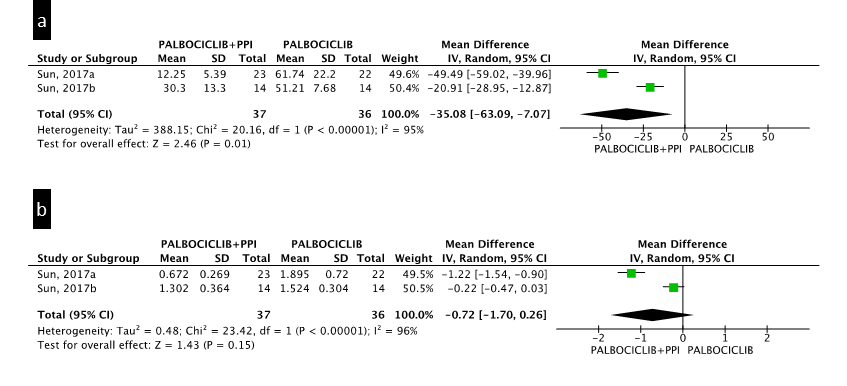 a
PALBOCICLIB+PPI PALBOCICLIB Mean Difference Mean Difference
Study or Subgroup Mean SD Total Mean SD Total Weight IV, Random, 95% CI IV, Random, 95% CI
Sun, 2017a 12.25 5.39 23 61.74 22.2 22 49.6% -49.49 [-59.02, -39.96]
Sun, 2017b 30.3 13.3 14 51.21 7.68 14 50.4% -20.91 [-28.95, -12.87]
Total (95% CI) 37 36 100.0% -35.08 [-63.09, -7.07]
Heterogeneity: Tau² = 388.15; Chi² = 20.16, df = 1 (P < 0.00001); I² = 95%
Test for overall effect: Z = 2.46 (P = 0.01)
-50 -25 0 25 50
PALBOCICLIB+PPI PALBOCICLIB
b
PALBOCICLIB+PPI PALBOCICLIB Mean Difference Mean Difference
Study or Subgroup Mean SD Total Mean SD Total Weight IV, Random, 95% CI IV, Random, 95% CI
Sun, 2017a 0.672 0.269 23 1.895 0.72 22 49.5% -1.22 [-1.54, -0.90]
Sun, 2017b 1.302 0.364 14 1.524 0.304 14 50.5% -0.22 [-0.47, 0.03]
Total (95% CI) 37 36 100.0% -0.72 [-1.70, 0.26]
Heterogeneity: Tau² = 0.48; Chi² = 23.42, df = 1 (P < 0.00001); I² = 96%
Test for overall effect: Z = 1.43 (P = 0.15)
-2 -1 0 1 2
PALBOCICLIB+PPI PALBOCICLIB